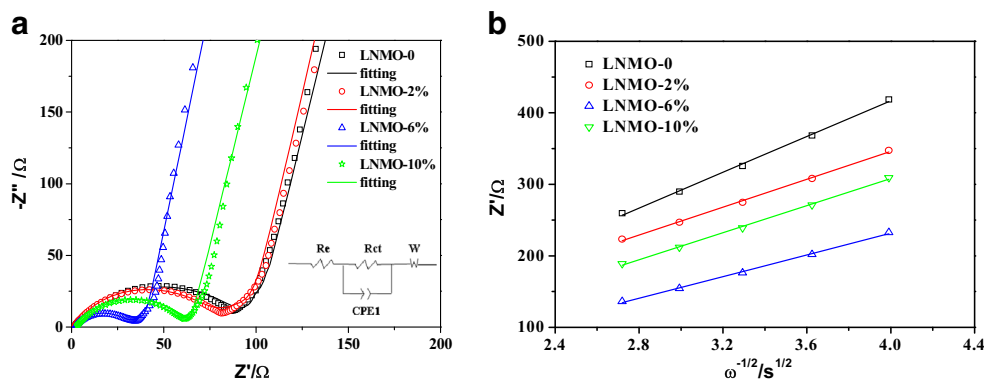 a
200
150
100
50
0
-Z''/Ω
0
50
100
150
200
Z'/Ω
LNMO-0
fitting
LNMO-2%
fitting
LNMO-6%
fitting
LNMO-10%
fitting
Re
Rct
W
CPE1
b
500
400
300
200
100
Z'/Ω
2.4
2.8
3.2
3.6
4.0
4.4
ω-1/2/s1/2
LNMO-0
LNMO-2%
LNMO-6%
LNMO-10%